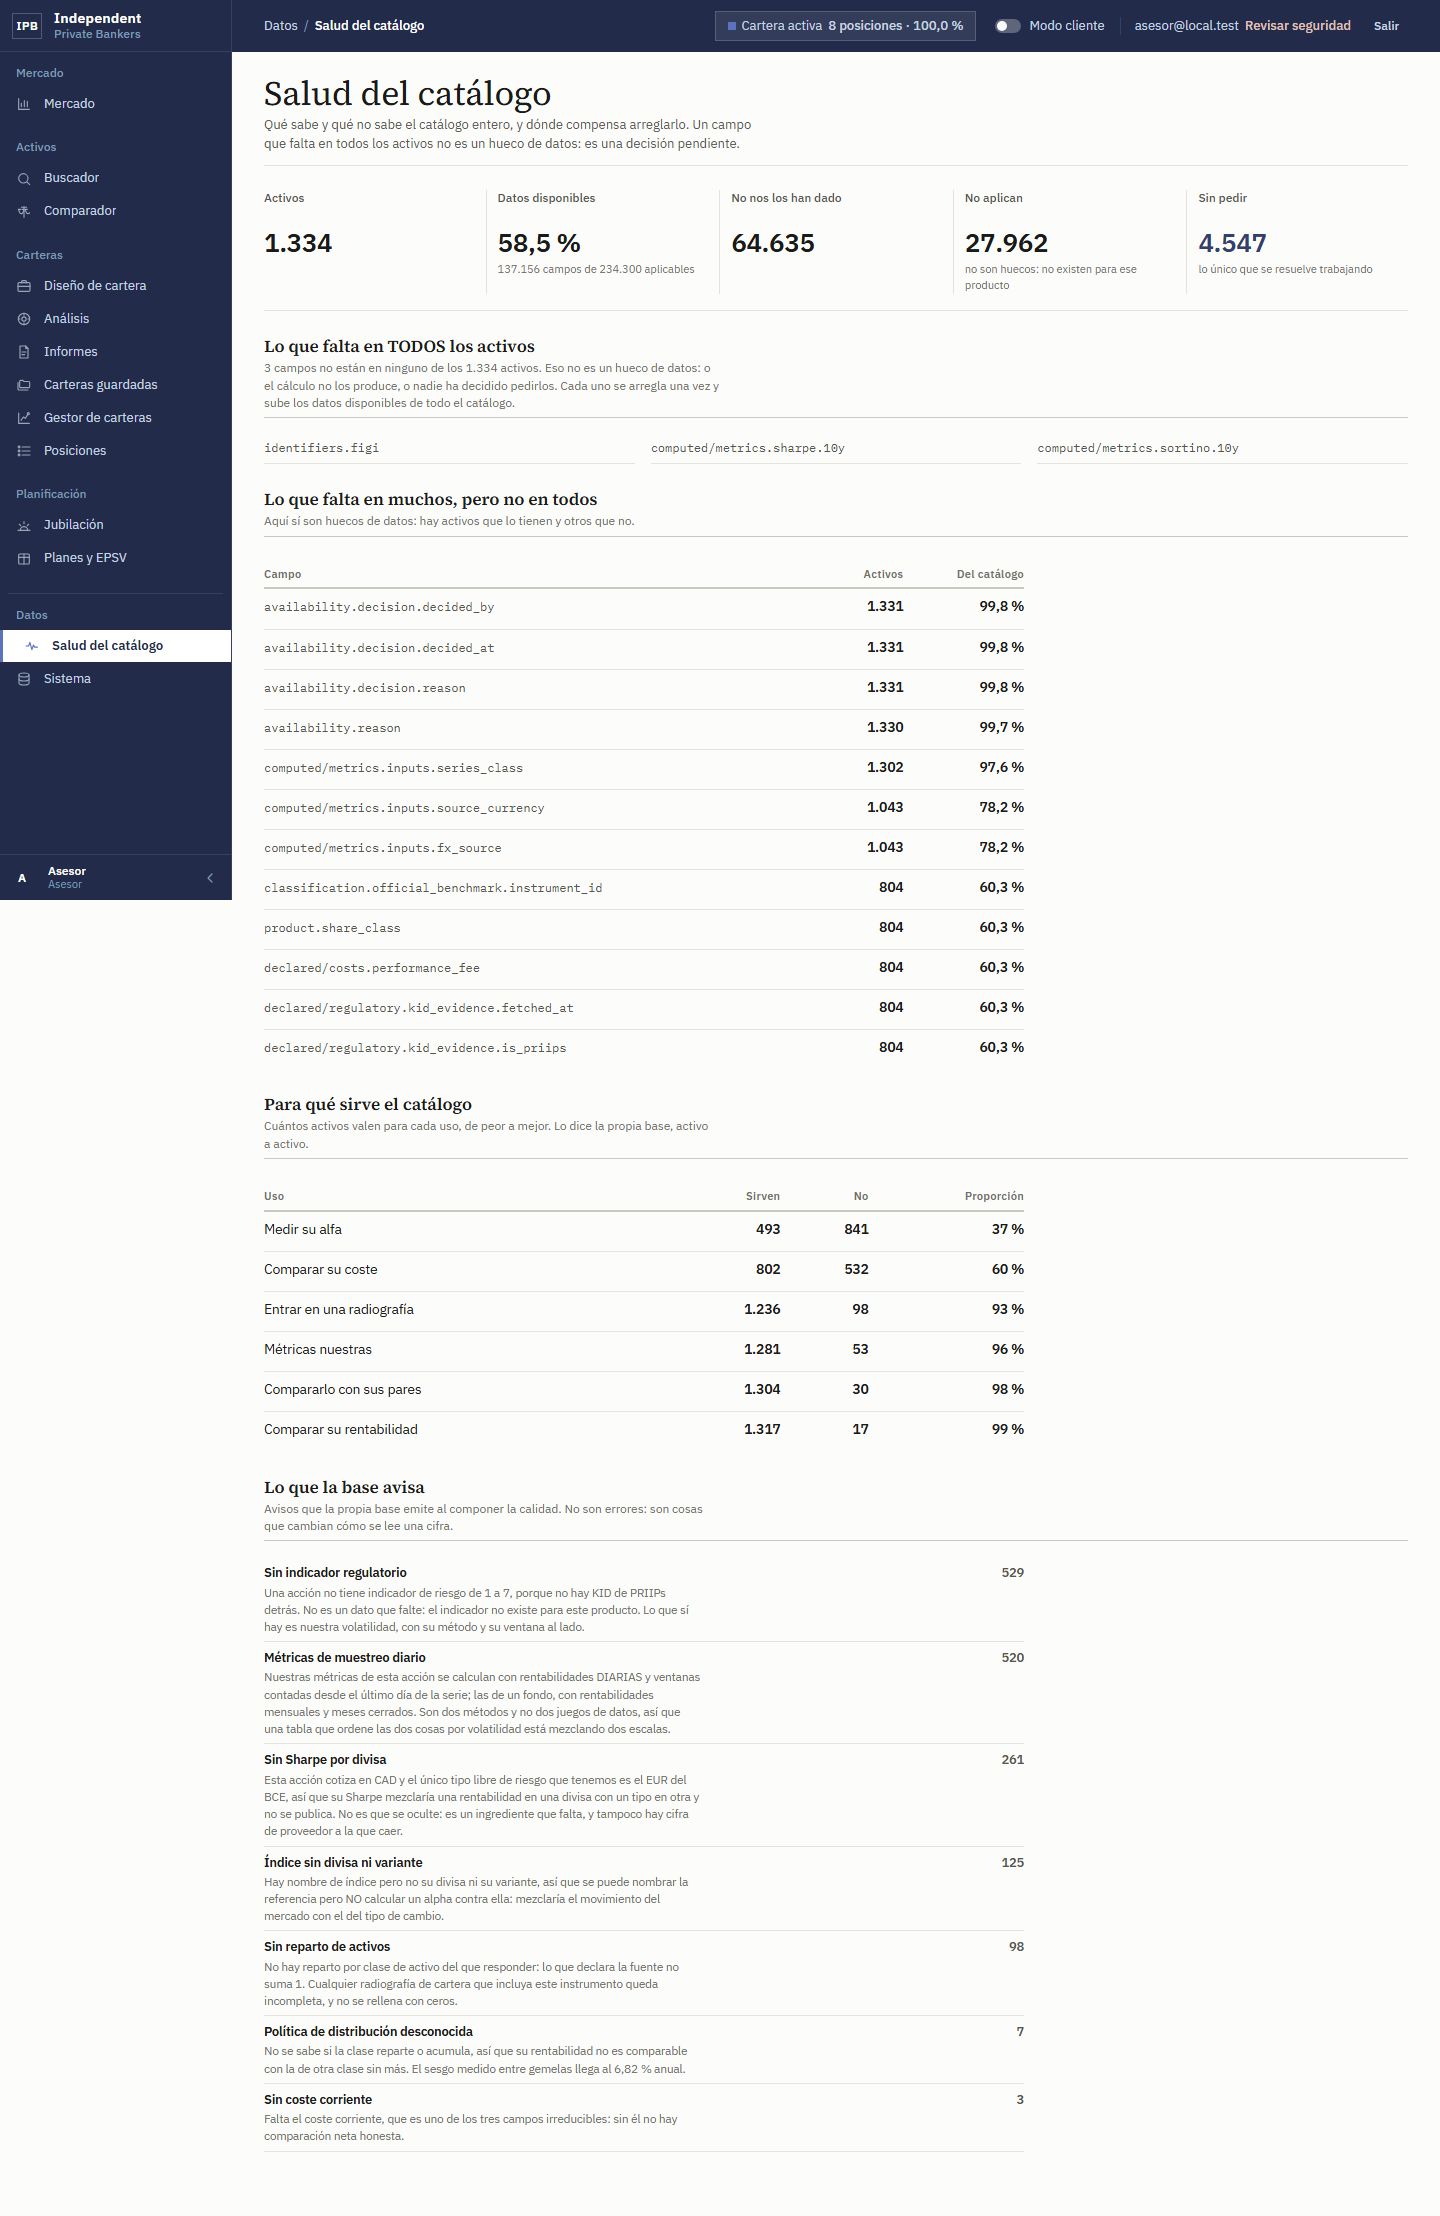 IPB
Independent
Private Bankers
Datos / Salud del catálogo
Cartera activa 8 posiciones · 100,0 %
Modo cliente
asesor@local.test Revisar seguridad
Salir
Mercado
Mercado
Activos
Buscador
Comparador
Carteras
Diseño de cartera
Análisis
Informes
Carteras guardadas
Gestor de carteras
Posiciones
Planificación
Jubilación
Planes y EPSV
Datos
Salud del catálogo
Sistema
A
Asesor
Asesor
Salud del catálogo
Qué sabe y qué no sabe el catálogo entero, y dónde compensa arreglarlo. Un campo
que falta en todos los activos no es un hueco de datos: es una decisión pendiente.
Activos
1.334
Datos disponibles
58,5 %
137.156 campos de 234.300 aplicables
No nos los han dado
64.635
No aplican
27.962
no son huecos: no existen para ese
producto
Sin pedir
4.547
lo único que se resuelve trabajando
Lo que falta en TODOS los activos
3 campos no están en ninguno de los 1.334 activos. Eso no es un hueco de datos: o
el cálculo no los produce, o nadie ha decidido pedirlos. Cada uno se arregla una vez y
sube los datos disponibles de todo el catálogo.
identifiers.figi
computed/metrics.sharpe.10y
computed/metrics.sortino.10y
Lo que falta en muchos, pero no en todos
Aquí sí son huecos de datos: hay activos que lo tienen y otros que no.
Campo Activos Del catálogo
availability.decision.decided_by 1.331 99,8 %
availability.decision.decided_at 1.331 99,8 %
availability.decision.reason 1.331 99,8 %
availability.reason 1.330 99,7 %
computed/metrics.inputs.series_class 1.302 97,6 %
computed/metrics.inputs.source_currency 1.043 78,2 %
computed/metrics.inputs.fx_source 1.043 78,2 %
classification.official_benchmark.instrument_id 804 60,3 %
product.share_class 804 60,3 %
declared/costs.performance_fee 804 60,3 %
declared/regulatory.kid_evidence.fetched_at 804 60,3 %
declared/regulatory.kid_evidence.is_priips 804 60,3 %
Para qué sirve el catálogo
Cuántos activos valen para cada uso, de peor a mejor. Lo dice la propia base, activo
a activo.
Uso Sirven No Proporción
Medir su alfa 493 841 37 %
Comparar su coste 802 532 60 %
Entrar en una radiografía 1.236 98 93 %
Métricas nuestras 1.281 53 96 %
Compararlo con sus pares 1.304 30 98 %
Comparar su rentabilidad 1.317 17 99 %
Lo que la base avisa
Avisos que la propia base emite al componer la calidad. No son errores: son cosas
que cambian cómo se lee una cifra.
Sin indicador regulatorio 529
Una acción no tiene indicador de riesgo de 1 a 7, porque no hay KID de PRIIPs
detrás. No es un dato que falte: el indicador no existe para este producto. Lo que sí
hay es nuestra volatilidad, con su método y su ventana al lado.
Métricas de muestreo diario 520
Nuestras métricas de esta acción se calculan con rentabilidades DIARIAS y ventanas
contadas desde el último día de la serie; las de un fondo, con rentabilidades
mensuales y meses cerrados. Son dos métodos y no dos juegos de datos, así que
una tabla que ordene las dos cosas por volatilidad está mezclando dos escalas.
Sin Sharpe por divisa 261
Esta acción cotiza en CAD y el único tipo libre de riesgo que tenemos es el EUR del
BCE, así que su Sharpe mezclaría una rentabilidad en una divisa con un tipo en otra y
no se publica. No es que se oculte: es un ingrediente que falta, y tampoco hay cifra
de proveedor a la que caer.
Índice sin divisa ni variante 125
Hay nombre de índice pero no su divisa ni su variante, así que se puede nombrar la
referencia pero NO calcular un alpha contra ella: mezclaría el movimiento del
mercado con el del tipo de cambio.
Sin reparto de activos 98
No hay reparto por clase de activo del que responder: lo que declara la fuente no
suma 1. Cualquier radiografía de cartera que incluya este instrumento queda
incompleta, y no se rellena con ceros.
Política de distribución desconocida 7
No se sabe si la clase reparte o acumula, así que su rentabilidad no es comparable
con la de otra clase sin más. El sesgo medido entre gemelas llega al 6,82 % anual.
Sin coste corriente 3
Falta el coste corriente, que es uno de los tres campos irreducibles: sin él no hay
comparación neta honesta.